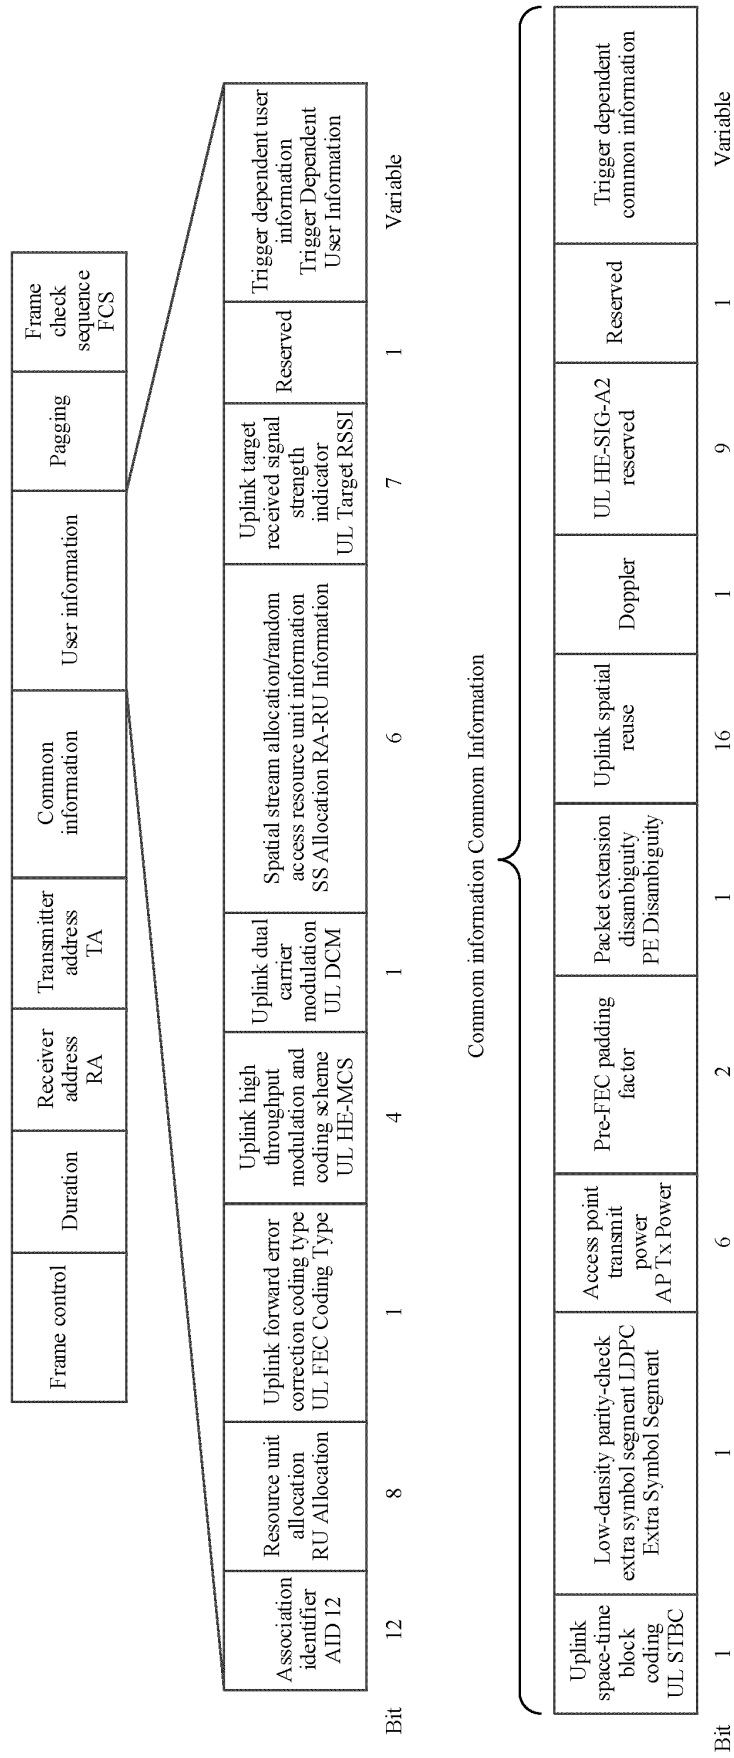 Frame control
Duration
Receiver
address
RA
Transmitter
address
TA
Common
information
User information
Pagging
Frame
check
sequence
FCS
Association
identifier
AID 12
Resource unit
allocation
RU Allocation
Uplink forward error
correction coding type
UL FEC Coding Type
Uplink high
throughput
modulation and
coding scheme
UL HE-MCS
Uplink dual
carrier
modulation
UL DCM
Spatial stream allocation/random
access resource unit information
SS Allocation RA-RU Information
Uplink target
received signal
strength
indicator
UL Target RSSI
Reserved
Trigger dependent user
information
Trigger Dependent
User Information
Bit 12 8 1 4 1 6 7 1 Variable
Commom information Commom Information
Uplink
space-time
block
coding
UL STBC
Low-density parity-check
extra symbol segment LDPC
Extra Symbol Segment
Access point
transmit
power
AP Tx Power
Pre-FEC padding
factor
Packet extension
disambiguity
PE Disambiguity
Uplink spatial
reuse
Doppler
UL HE-SIG-A2
reserved
Reserved
Trigger dependent
common information
Bit 1 1 6 2 1 16 1 9 1 Variable